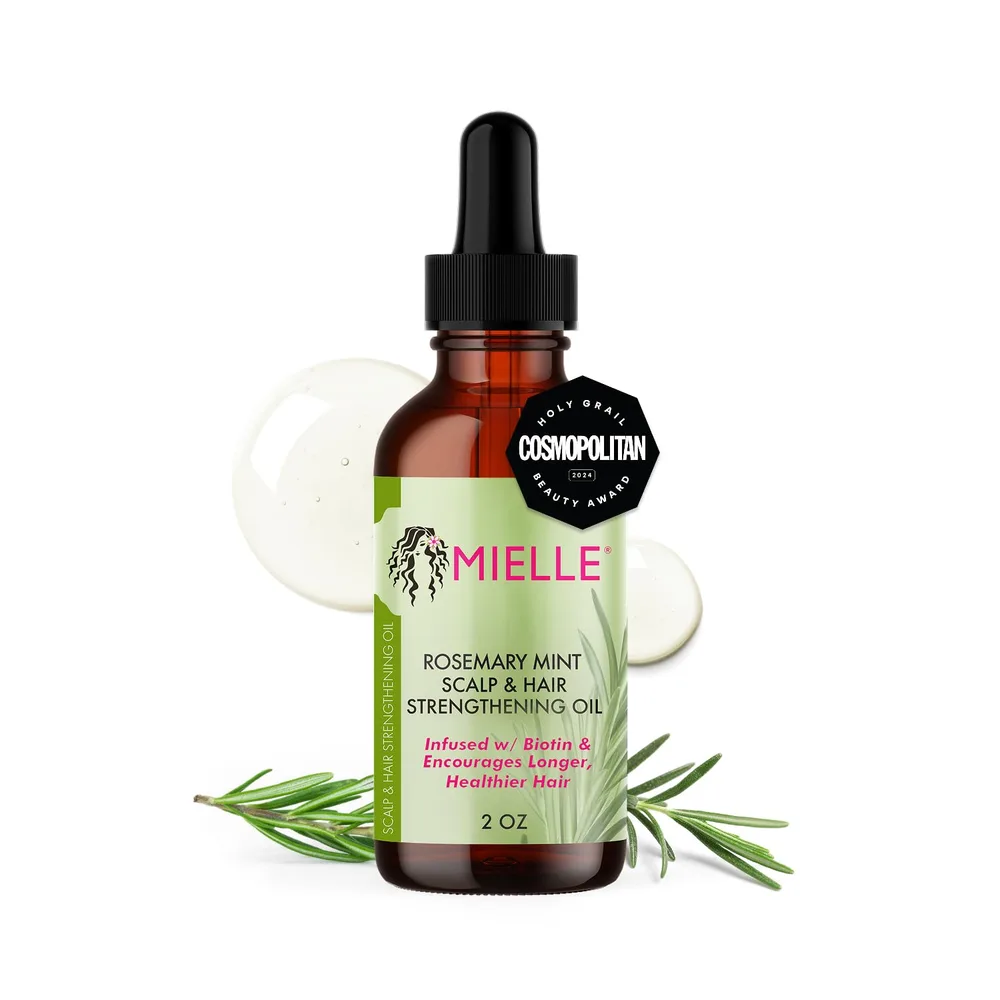 HOLY GRAIL
COSMOPOLITAN
2024
BEAUTY AWARD
MIELLE®
ROSEMARY MINT
SCALP & HAIR
STRENGTHENING OIL
Infused w/ Biotin &
Encourages Longer,
Healthier Hair
2 OZ
SCALP & HAIR STRENGTHENING OIL